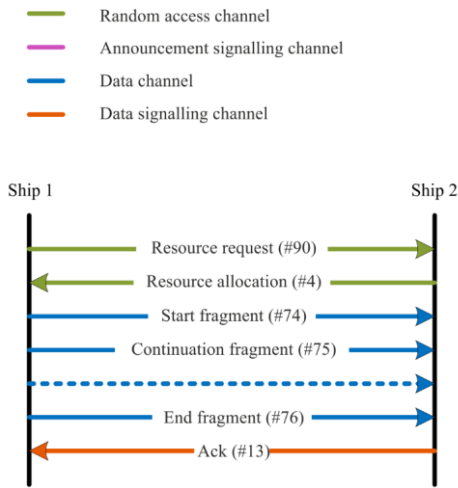 Random access channel
Announcement signalling channel
Data channel
Data signalling channel
Ship 1
Ship 2
Resource request (#90)
Resource allocation (#4)
Start fragment (#74)
Continuation fragment (#75)
End fragment (#76)
Ack (#13)